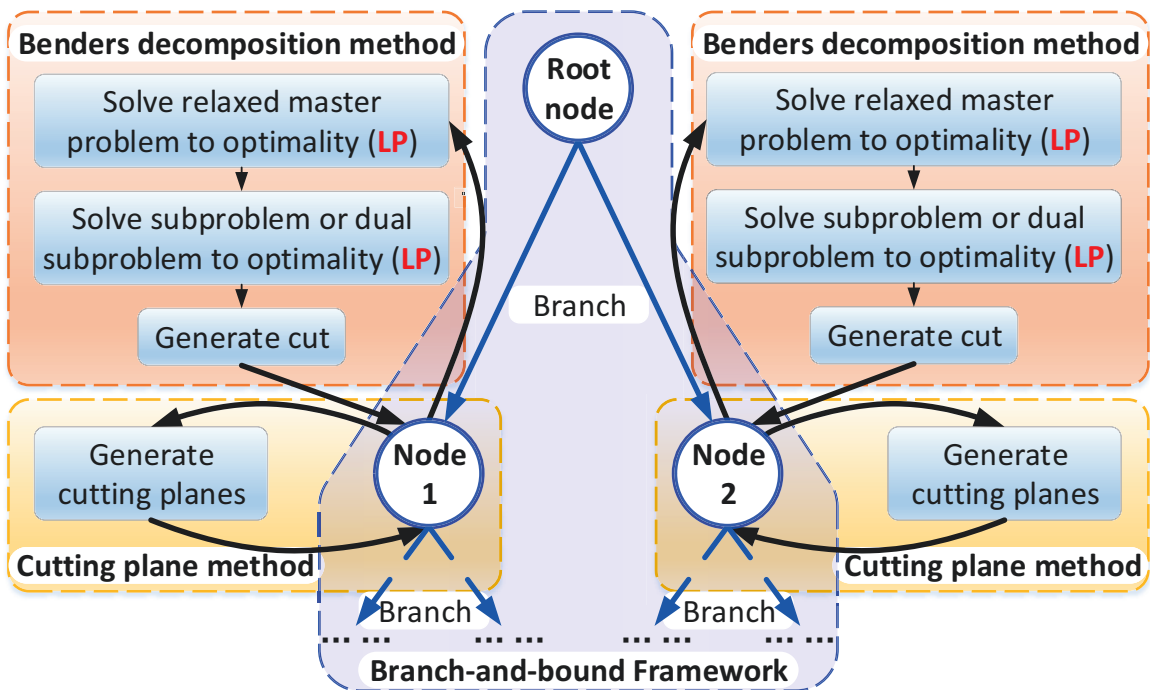 Benders decomposition method
Solve relaxed master
problem to optimality (LP)
Solve subproblem or dual
subproblem to optimality (LP)
Generate cut
Root
node
Branch
Benders decomposition method
Solve relaxed master
problem to optimality (LP)
Solve subproblem or dual
subproblem to optimality (LP)
Generate cut
Generate
cutting planes
Cutting plane method
Node
1
Branch
Node
2
Branch
Generate
cutting planes
Cutting plane method
... ... ... ... ... ... ... ...
Branch-and-bound Framework